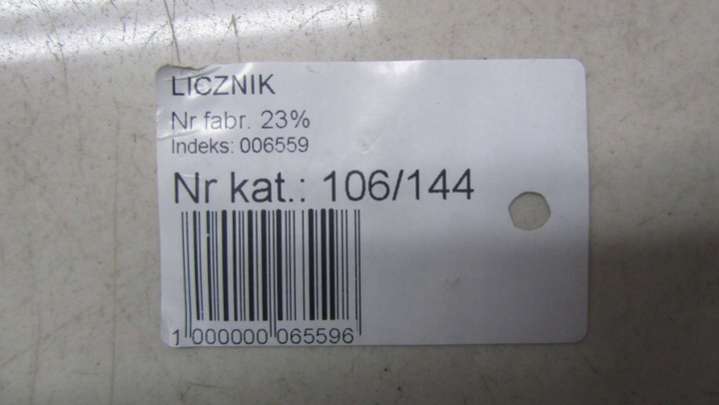 LICZNIK
Nr fabr. 23%
Indeks: 006559
Nr kat.: 106/144
1 000000 065596